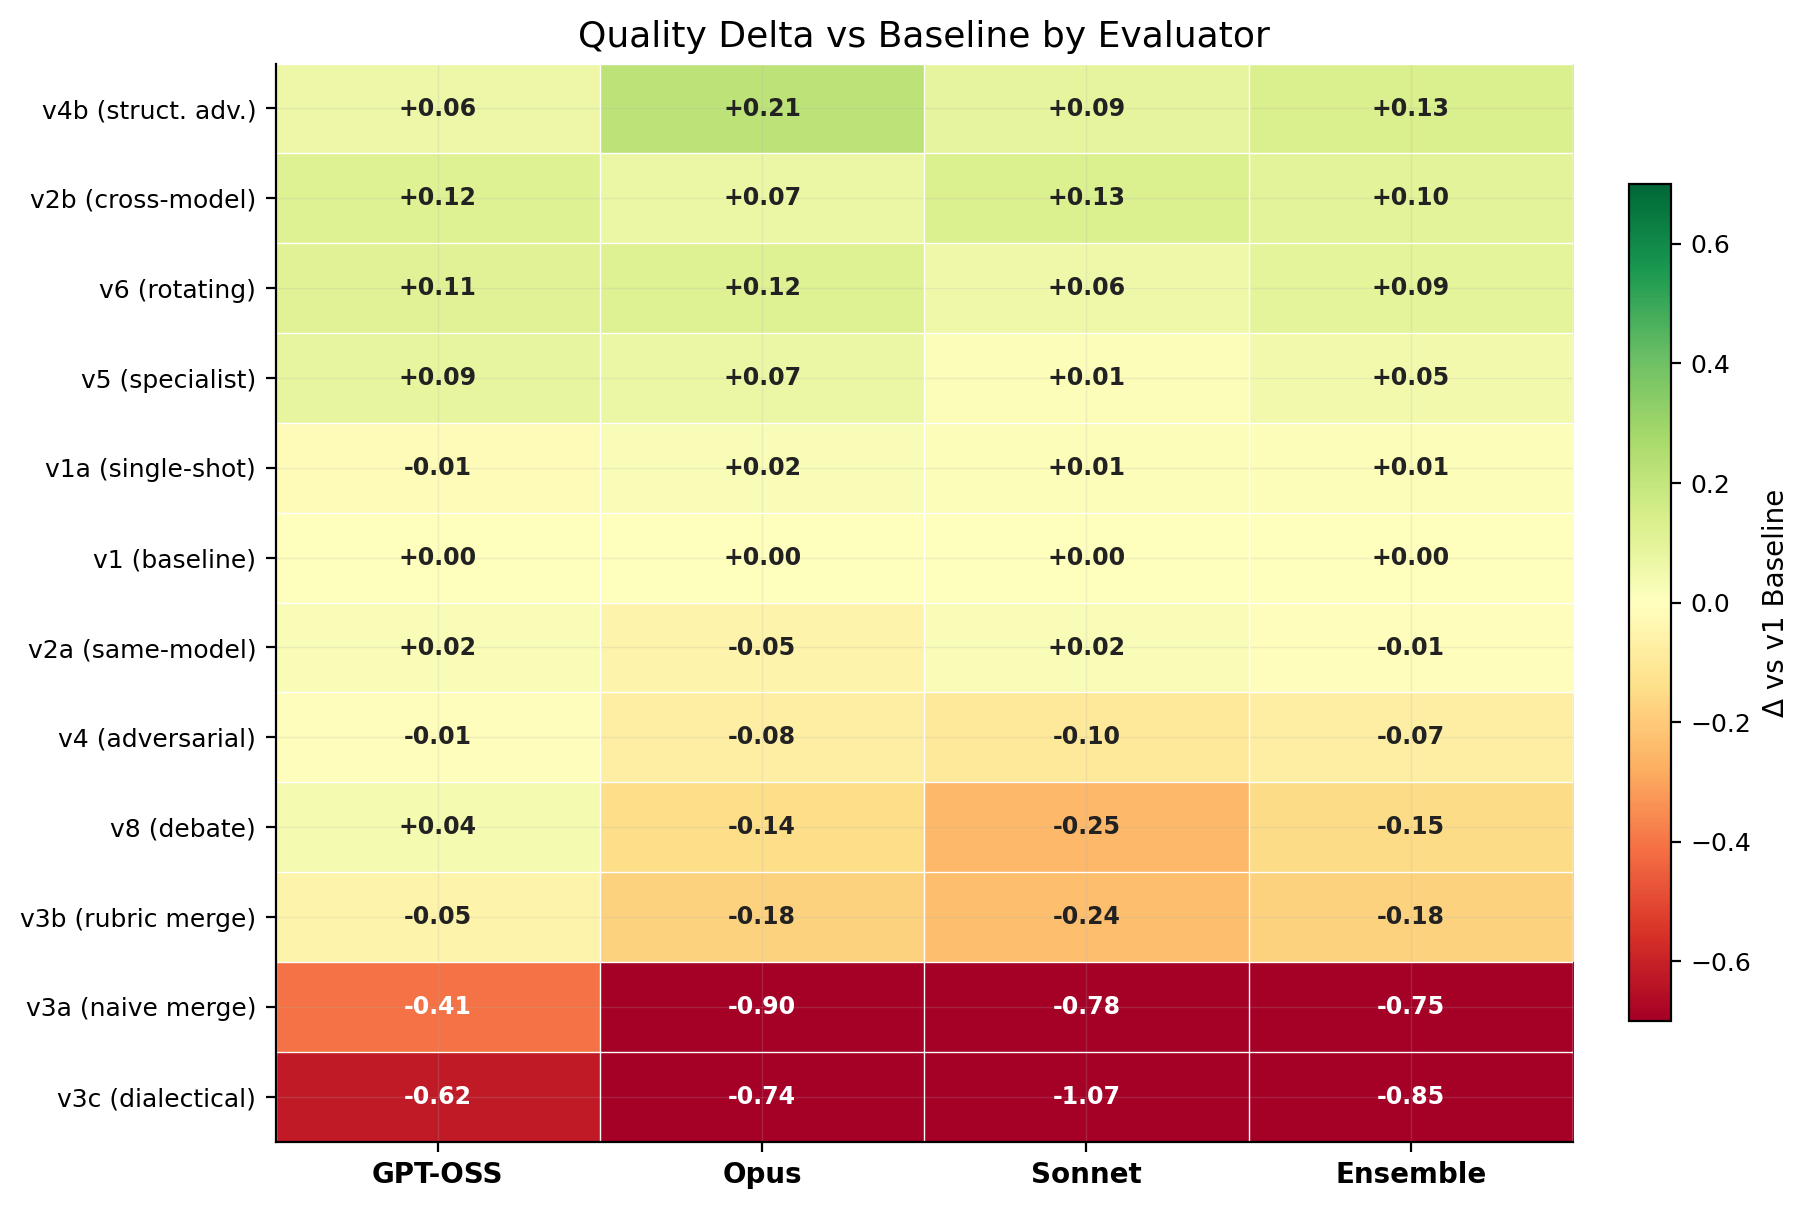 Quality Delta vs Baseline by Evaluator
v4b (struct. adv.) +0.06 +0.21 +0.09 +0.13
v2b (cross-model) +0.12 +0.07 +0.13 +0.10
v6 (rotating) +0.11 +0.12 +0.06 +0.09
v5 (specialist) +0.09 +0.07 +0.01 +0.05
v1a (single-shot) -0.01 +0.02 +0.01 +0.01
v1 (baseline) +0.00 +0.00 +0.00 +0.00
v2a (same-model) +0.02 -0.05 +0.02 -0.01
v4 (adversarial) -0.01 -0.08 -0.10 -0.07
v8 (debate) +0.04 -0.14 -0.25 -0.15
v3b (rubric merge) -0.05 -0.18 -0.24 -0.18
v3a (naive merge) -0.41 -0.90 -0.78 -0.75
v3c (dialectical) -0.62 -0.74 -1.07 -0.85
GPT-OSS Opus Sonnet Ensemble
0.6
0.4
0.2
0.0
−0.2
−0.4
−0.6
Δ vs v1 Baseline